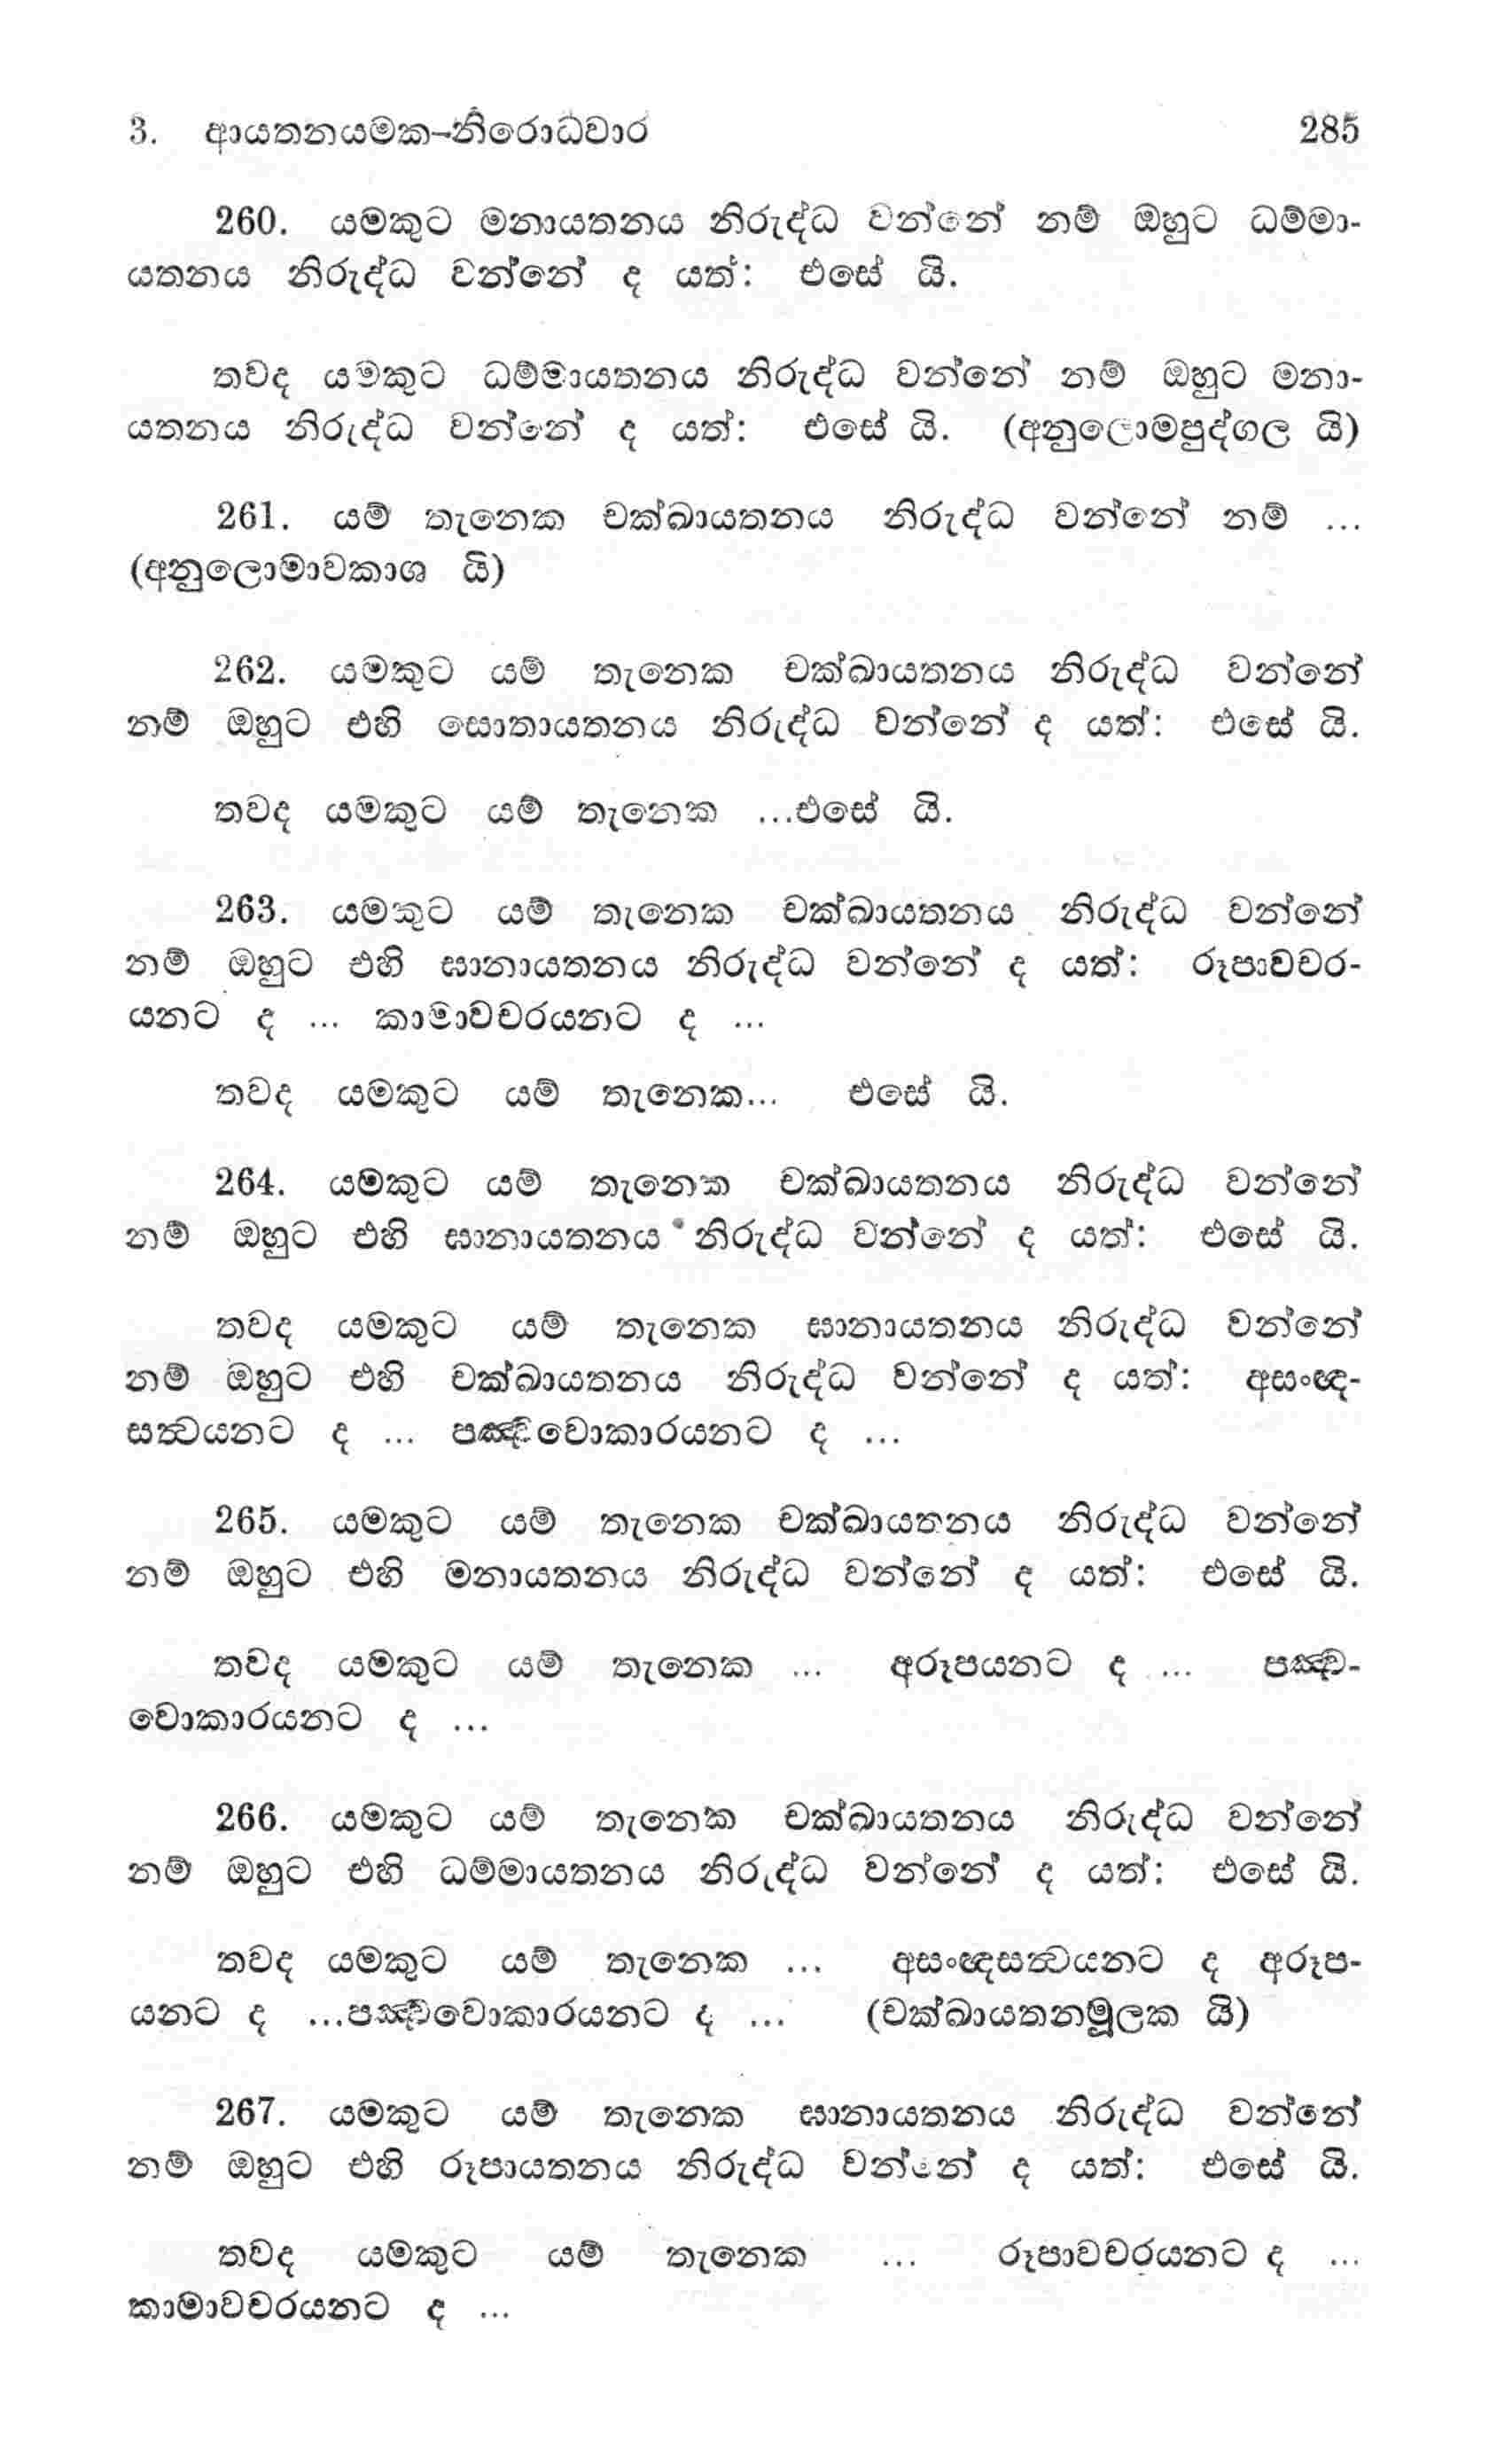 3. ආයතනයමක-නිරොධවාර 285
260. යමකුට මනායතනය නිරුද්ධ වන්නේ නම් ඔහුට ධම්මා-
යතනය නිරුද්ධ වන්නේ ද යත්: එසේ යි.
තවද යමකුට ධම්මායතනය නිරුද්ධ වන්නේ නම් ඔහුට මනා-
යතනය නිරුද්ධ වන්නේ ද යත්: එසේ යි. (අනුලොමපුද්ගල යි)
261. යම් තැනෙක චක්ඛායතනය නිරුද්ධ වන්නේ නම් ...
(අනුලොමාවකාශ යි)
262. යමකුට යම් තැනෙක චක්ඛායතනය නිරුද්ධ වන්නේ
නම් ඔහුට එහි සොතායතනය නිරුද්ධ වන්නේ ද යත්: එසේ යි.
තවද යමකුට යම් තැනෙක ...එසේ යි.
263. යමකුට යම් තැනෙක චක්ඛායතනය නිරුද්ධ වන්නේ
නම් ඔහුට එහි ඝානායතනය නිරුද්ධ වන්නේ ද යත්: රූපාවචර-
යනට ද ... කාමාවචරයනට ද ...
තවද යමකුට යම් තැනෙක... එසේ යි.
264. යමකුට යම් තැනෙක චක්ඛායතනය නිරුද්ධ වන්නේ
නම් ඔහුට එහි ඝානායතනය නිරුද්ධ වන්නේ ද යත්: එසේ යි.
තවද යමකුට යම් තැනෙක ඝානායතනය නිරුද්ධ වන්නේ
නම් ඔහුට එහි චක්ඛායතනය නිරුද්ධ වන්නේ ද යත්: අසංඥ-
සත්‍වයනට ද ... පඤ්චවොකාරයනට ද ...
265. යමකුට යම් තැනෙක චක්ඛායතනය නිරුද්ධ වන්නේ
නම් ඔහුට එහි මනායතනය නිරුද්ධ වන්නේ ද යත්: එසේ යි.
තවද යමකුට යම් තැනෙක ... අරූපයනට ද ... පඤ්ච-
වොකාරයනට ද ...
266. යමකුට යම් තැනෙක චක්ඛායතනය නිරුද්ධ වන්නේ
නම් ඔහුට එහි ධම්මායතනය නිරුද්ධ වන්නේ ද යත්: එසේ යි.
තවද යමකුට යම් තැනෙක ... අසංඥසත්‍වයනට ද අරූප-
යනට ද ...පඤ්චවොකාරයනට ද ... (චක්ඛායතනමූලක යි)
267. යමකුට යම් තැනෙක ඝානායතනය නිරුද්ධ වන්නේ
නම් ඔහුට එහි රූපායතනය නිරුද්ධ වන්නේ ද යත්: එසේ යි.
තවද යමකුට යම් තැනෙක ... රූපාවචරයනට ද ...
කාමාවචරයනට ද ...